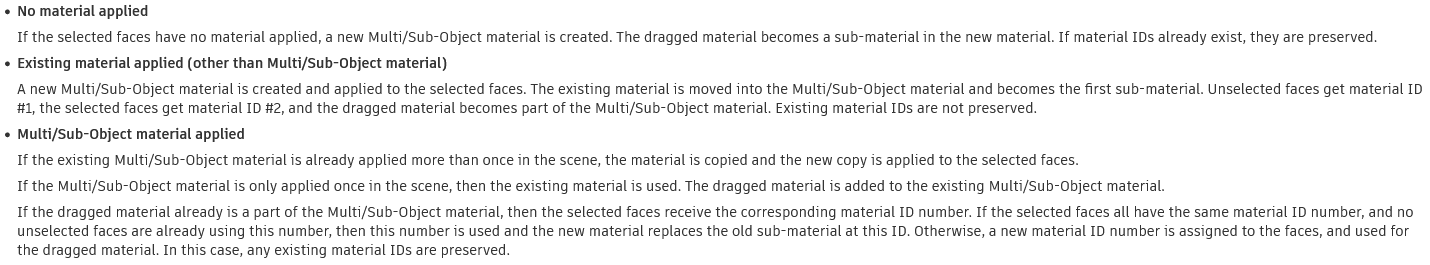 • No material applied
If the selected faces have no material applied, a new Multi/Sub-Object material is created. The dragged material becomes a sub-material in the new material. If material IDs already exist, they are preserved.
• Existing material applied (other than Multi/Sub-Object material)
A new Multi/Sub-Object material is created and applied to the selected faces. The existing material is moved into the Multi/Sub-Object material and becomes the first sub-material. Unselected faces get material ID
#1, the selected faces get material ID #2, and the dragged material becomes part of the Multi/Sub-Object material. Existing material IDs are not preserved.
• Multi/Sub-Object material applied
If the existing Multi/Sub-Object material is already applied more than once in the scene, the material is copied and the new copy is applied to the selected faces.
If the Multi/Sub-Object material is only applied once in the scene, then the existing material is used. The dragged material is added to the existing Multi/Sub-Object material.
If the dragged material already is a part of the Multi/Sub-Object material, then the selected faces receive the corresponding material ID number. If the selected faces all have the same material ID number, and no
unselected faces are already using this number, then this number is used and the new material replaces the old sub-material at this ID. Otherwise, a new material ID number is assigned to the faces, and used for
the dragged material. In this case, any existing material IDs are preserved.